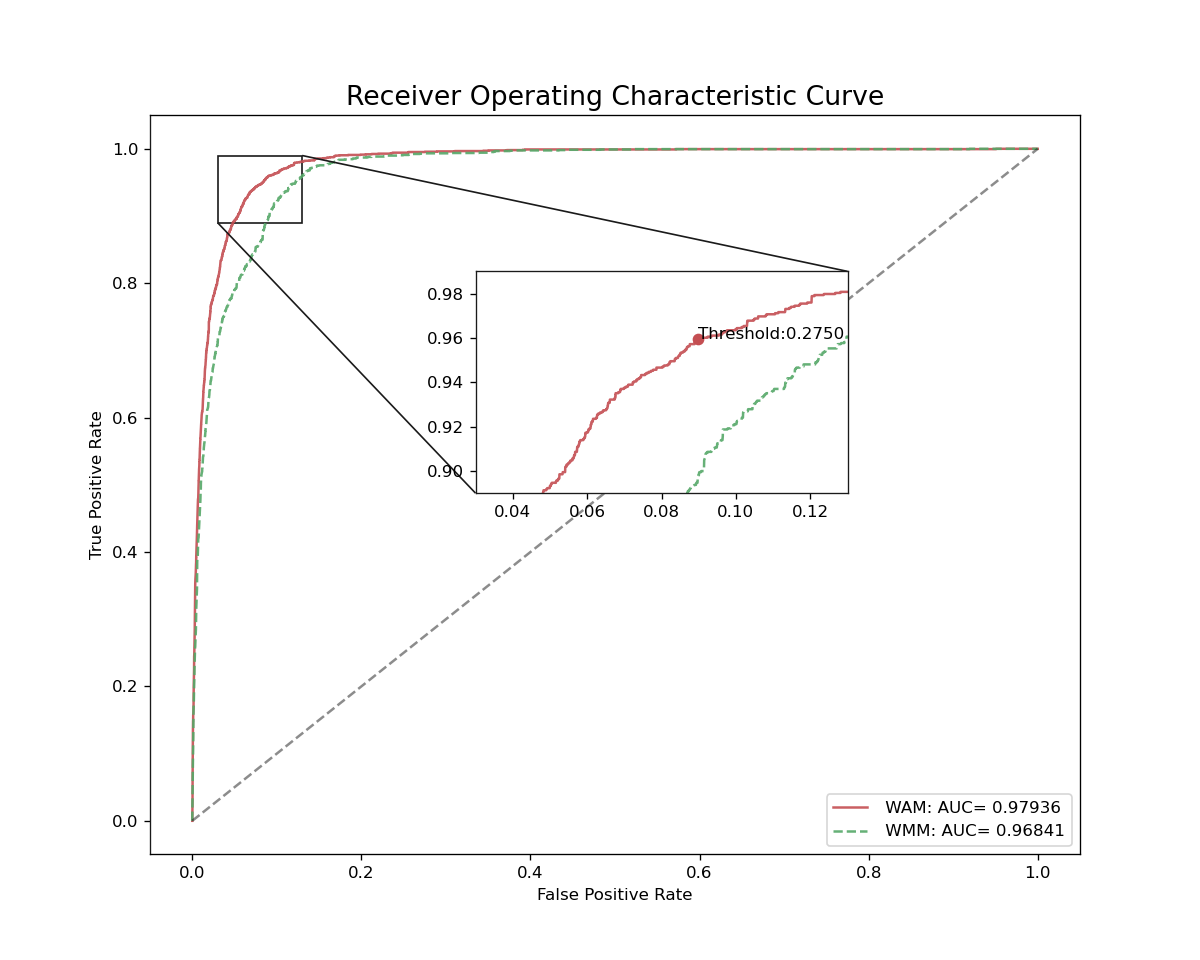 Receiver Operating Characteristic Curve
1.0
0.8
0.6
0.4
0.2
0.0
True Positive Rate
0.98
0.96
0.94
0.92
0.90
Threshold:0.2750
0.04 0.06 0.08 0.10 0.12
WAM: AUC= 0.97936
WMM: AUC= 0.96841
0.0 0.2 0.4 0.6 0.8 1.0
False Positive Rate